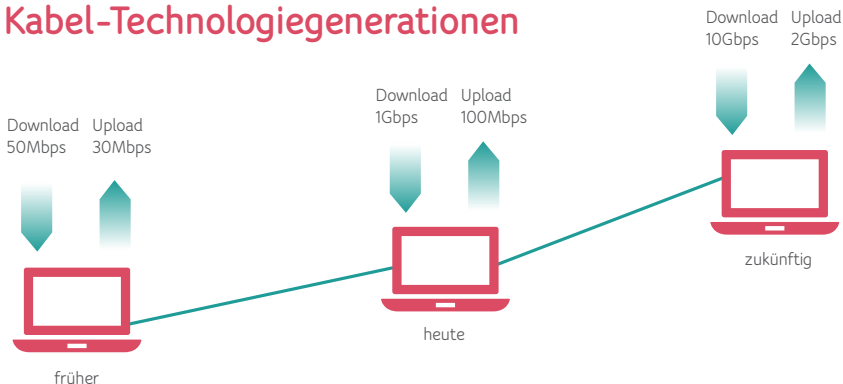 Kabel-Technologiegenerationen
Download Upload
50Mbps 30Mbps
früher
Download Upload
1Gbps 100Mbps
heute
Download Upload
10Gbps 2Gbps
zukünftig